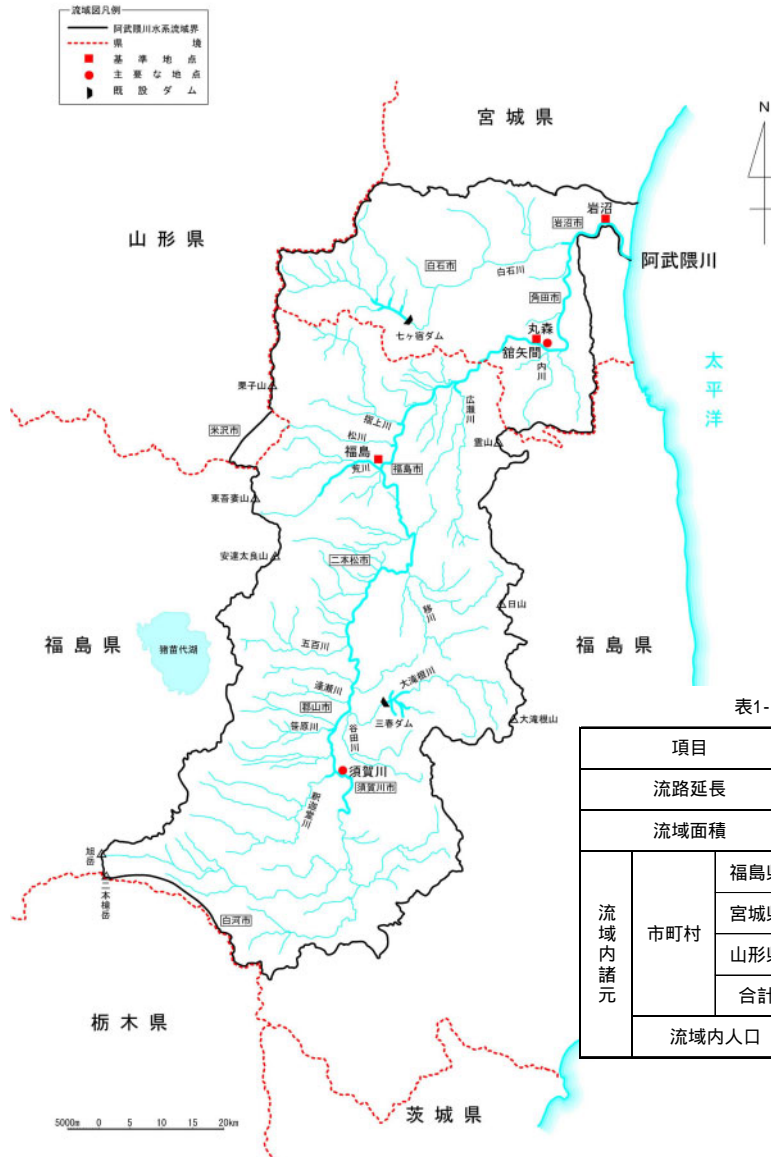 流域図凡例
阿武隈川水系流域界
県境
基準地点
主要な地点
既設ダム
N
宮城県
山形県
岩沼
岩沼市
阿武隈川
白石市
白石川
角田市
七ヶ宿ダム
丸森
舘矢間
内川
太平洋
栗子山
広瀬川
摺上川
米沢市
松川
霊山
福島
荒川
福島市
東吾妻山
安達太良山
二本松市
移川
日山
福島県
猪苗代湖
福島県
五百川
大滝根川
逢瀬川
郡山市
三春ダム
大滝根山
笹原川
谷田川
須賀川
須賀川市
釈迦堂川
旭岳
二本槍岳
白河市
栃木県
茨城県
5000m 0 5 10 15 20km
表1-
項目
流路延長
流域面積
流域内諸元
市町村
福島県
宮城県
山形県
合計
流域内人口